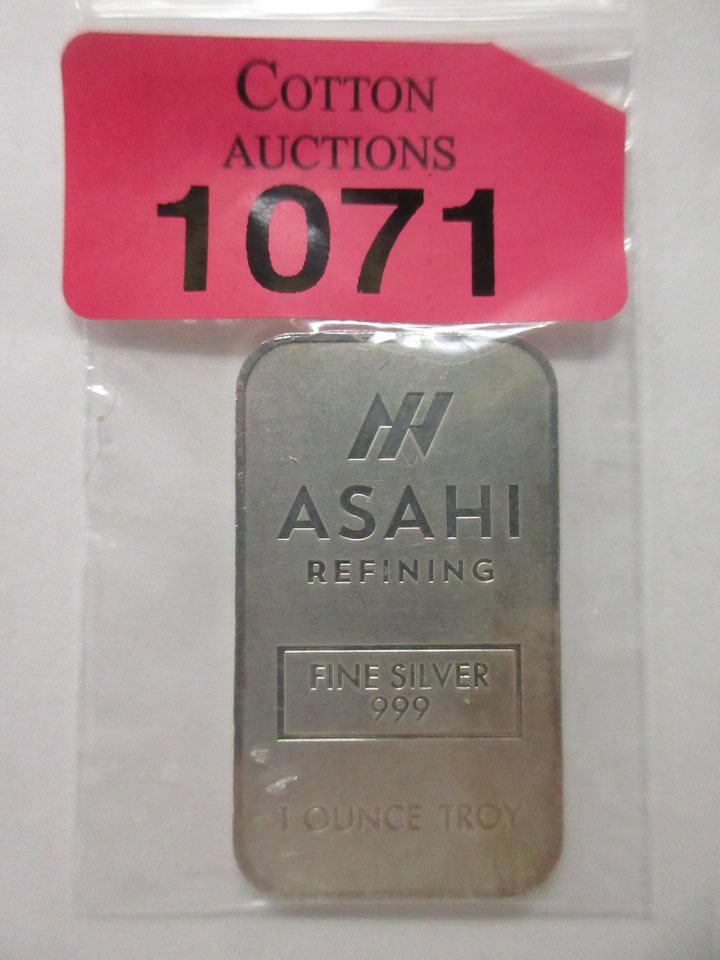 COTTON
AUCTIONS
1071
ASAHI
REFINING
FINE SILVER
999
1 OUNCE TROY